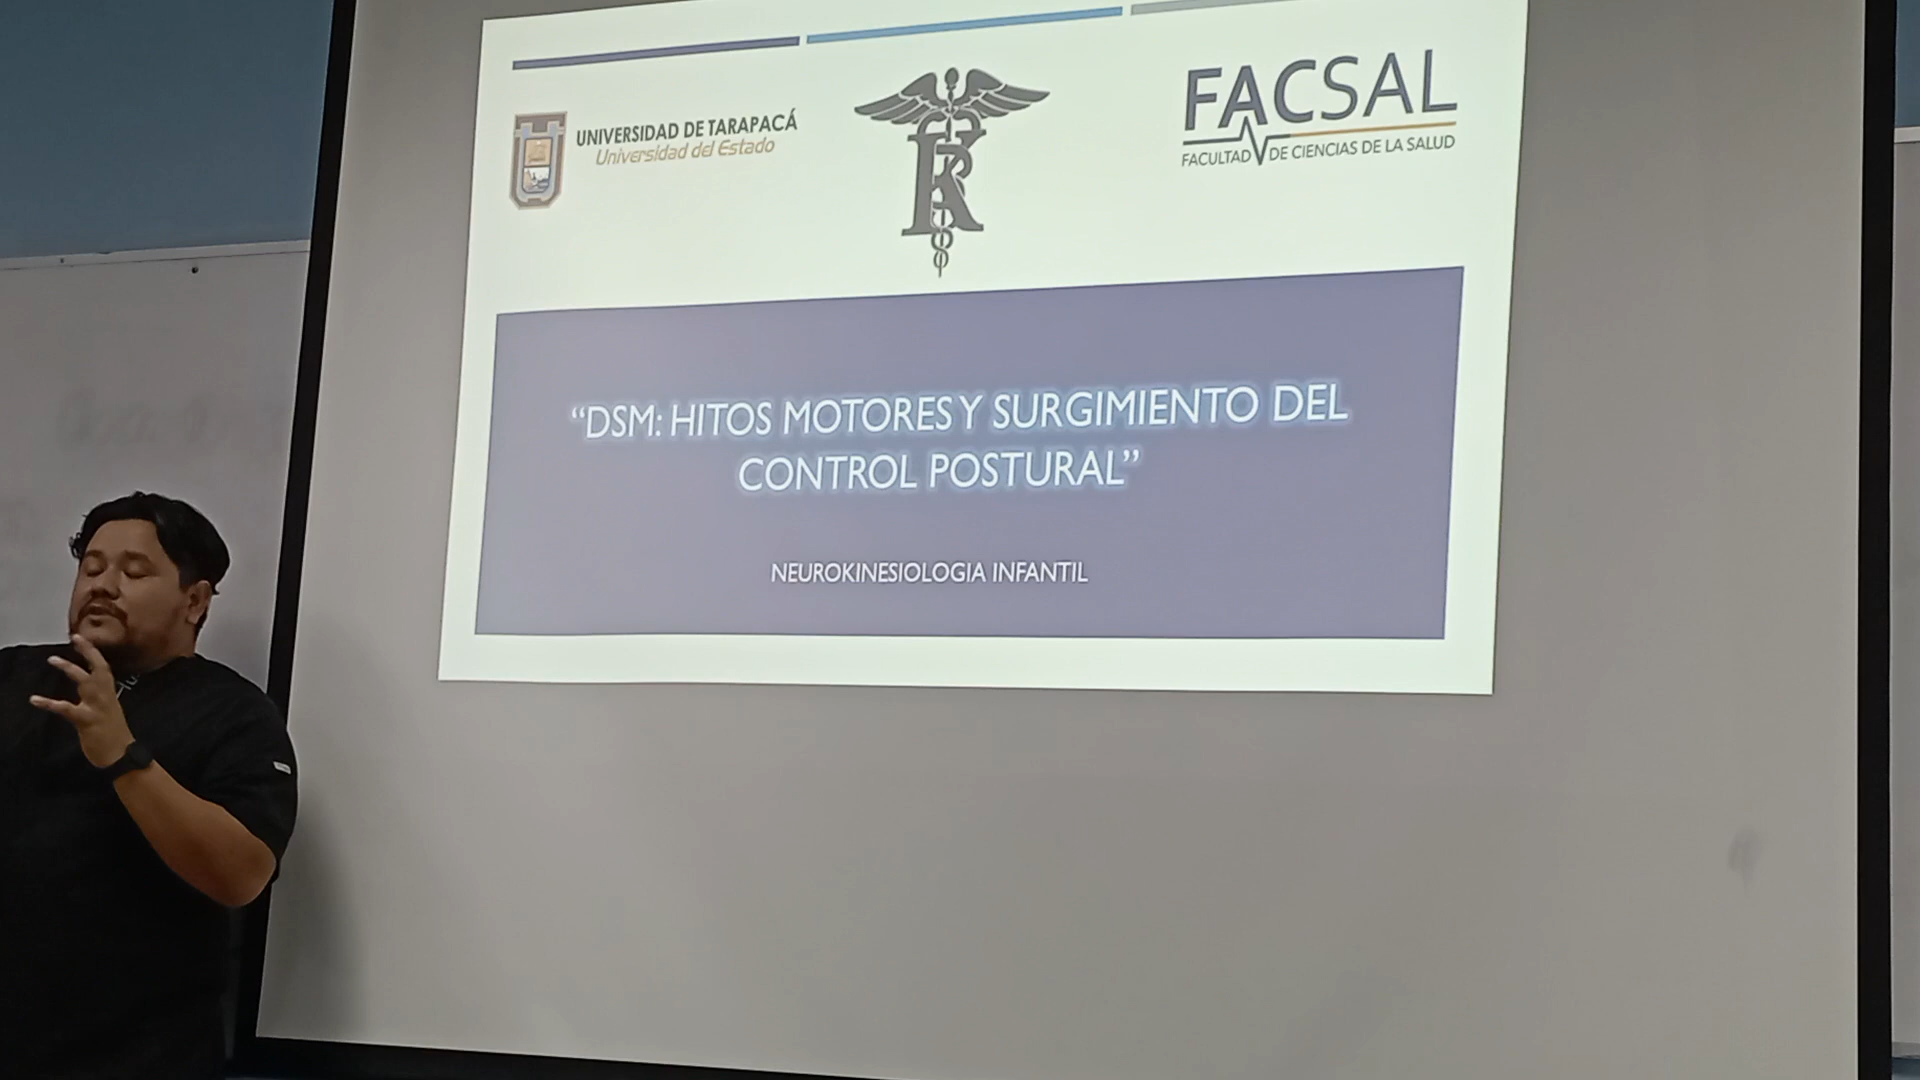 UNIVERSIDAD DE TARAPACÁ
Universidad del Estado
FACSAL
FACULTAD DE CIENCIAS DE LA SALUD
“DSM: HITOS MOTORES Y SURGIMIENTO DEL
CONTROL POSTURAL”
NEUROKINESIOLOGIA INFANTIL